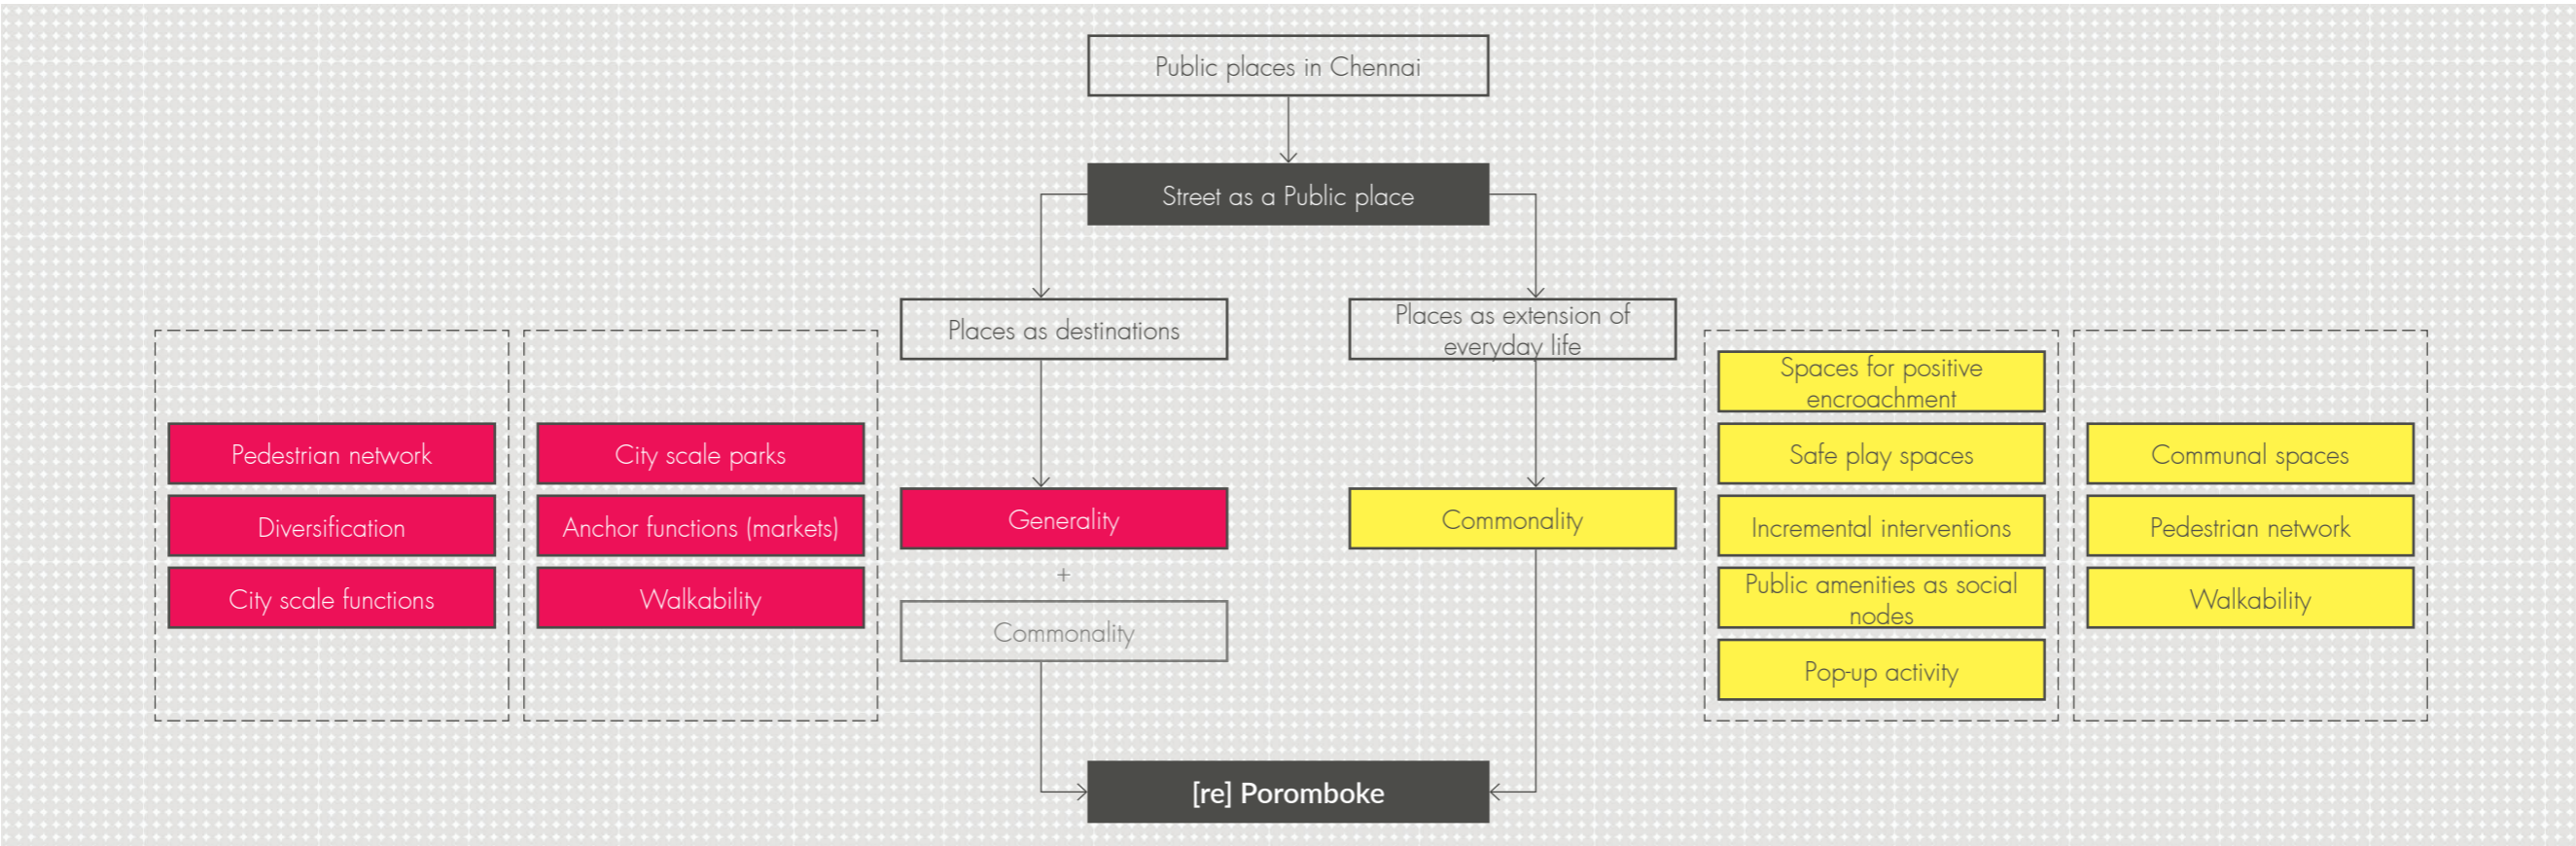 Public places in Chennai
Street as a Public place
Places as destinations
Places as extension of
everyday life
Pedestrian network
Diversification
City scale functions
City scale parks
Anchor functions (markets)
Walkability
Generality
+
Commonality
Commonality
Spaces for positive
encroachment
Safe play spaces
Incremental interventions
Public amenities as social
nodes
Pop-up activity
Communal spaces
Pedestrian network
Walkability
[re] Poromboke